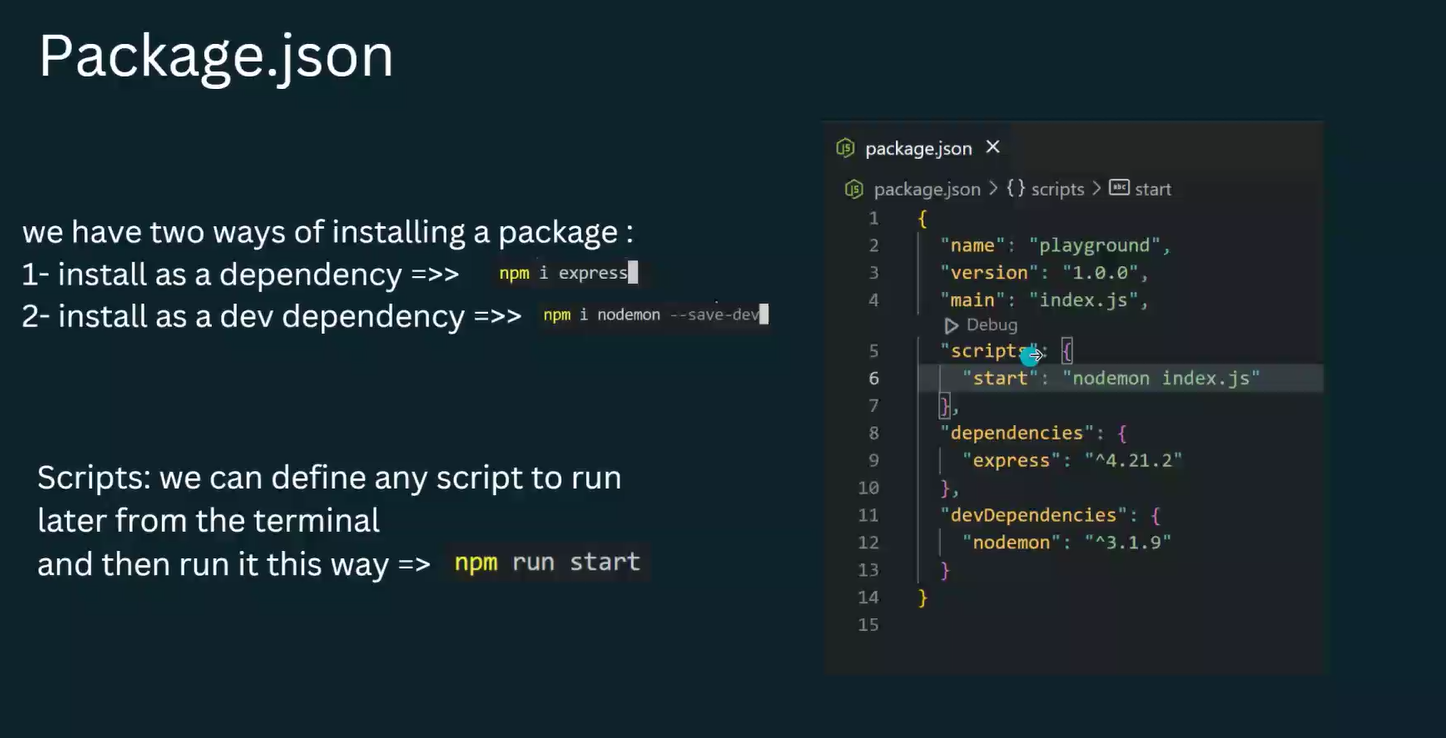 Package.json
we have two ways of installing a package :
1- install as a dependency =>> npm i express
2- install as a dev dependency =>> npm i nodemon --save-dev
Scripts: we can define any script to run
later from the terminal
and then run it this way => npm run start
package.json ×
package.json > {} scripts > abc start
1 {
2 "name": "playground",
3 "version": "1.0.0",
4 "main": "index.js",
Debug
5 "scripts": {
6 "start": "nodemon index.js"
7 },
8 "dependencies": {
9 "express": "^4.21.2"
10 },
11 "devDependencies": {
12 "nodemon": "^3.1.9"
13 }
14 }
15